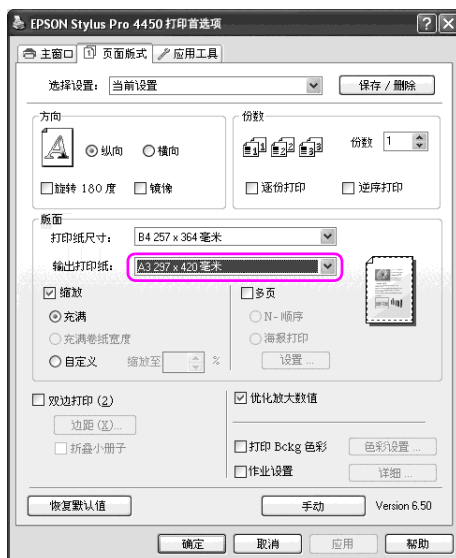 EPSON Stylus Pro 4450 打印首选项
主窗口 页面版式 应用工具
选择设置： 当前设置 保存 / 删除
方向
A
纵向 横向
旋转 180 度 镜像
份数
1 1 2 2 3 3
份数 1
逐份打印 逆序打印
版面
打印纸尺寸： B4 257 x 364 毫米
输出打印纸： A3 297 x 420 毫米
缩放
充满
充满卷纸宽度
自定义 缩放至 %
多页
N- 顺序
海报打印
设置 ...
双边打印 (2)
边距 (X)...
折叠小册子
优化放大数值
打印 Bckg 色彩 色彩设置 ...
作业设置 详细 ...
恢复默认值 手动 Version 6.50
确定 取消 应用 帮助